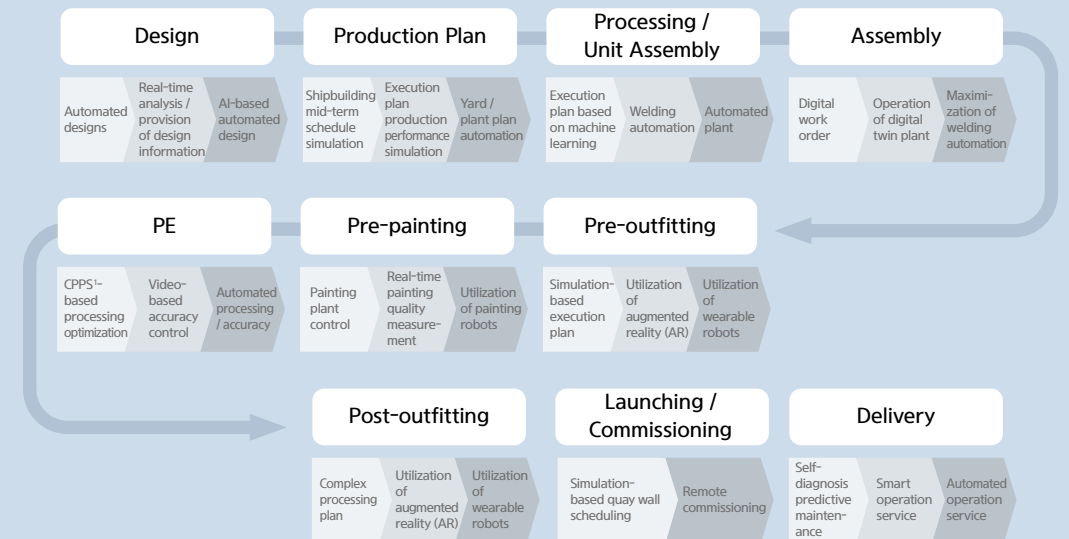 Design
Automated
designs
Real-time
analysis /
provision
of design
information
AI-based
automated
design
Production Plan
Shipbuilding
mid-term
schedule
simulation
Execution
plan
production
performance
simulation
Yard /
plant plan
automation
Processing /
Unit Assembly
Execution
plan based
on machine
learning
Welding
automation
Automated
plant
Assembly
Digital
work
order
Operation
of digital
twin plant
Maximi-
zation of
welding
automation
PE
CPPS¹-
based
processing
optimization
Video-
based
accuracy
control
Automated
processing
/ accuracy
Pre-painting
Painting
plant
control
Real-time
painting
quality
measure-
ment
Utilization
of painting
robots
Pre-outfitting
Simulation-
based
execution
plan
Utilization
of
augmented
reality (AR)
Utilization
of
wearable
robots
Post-outfitting
Complex
processing
plan
Utilization
of
augmented
reality (AR)
Utilization
of
wearable
robots
Launching /
Commissioning
Simulation-
based quay wall
scheduling
Remote
commissioning
Delivery
Self-
diagnosis
predictive
mainten-
ance
Smart
operation
service
Automated
operation
service